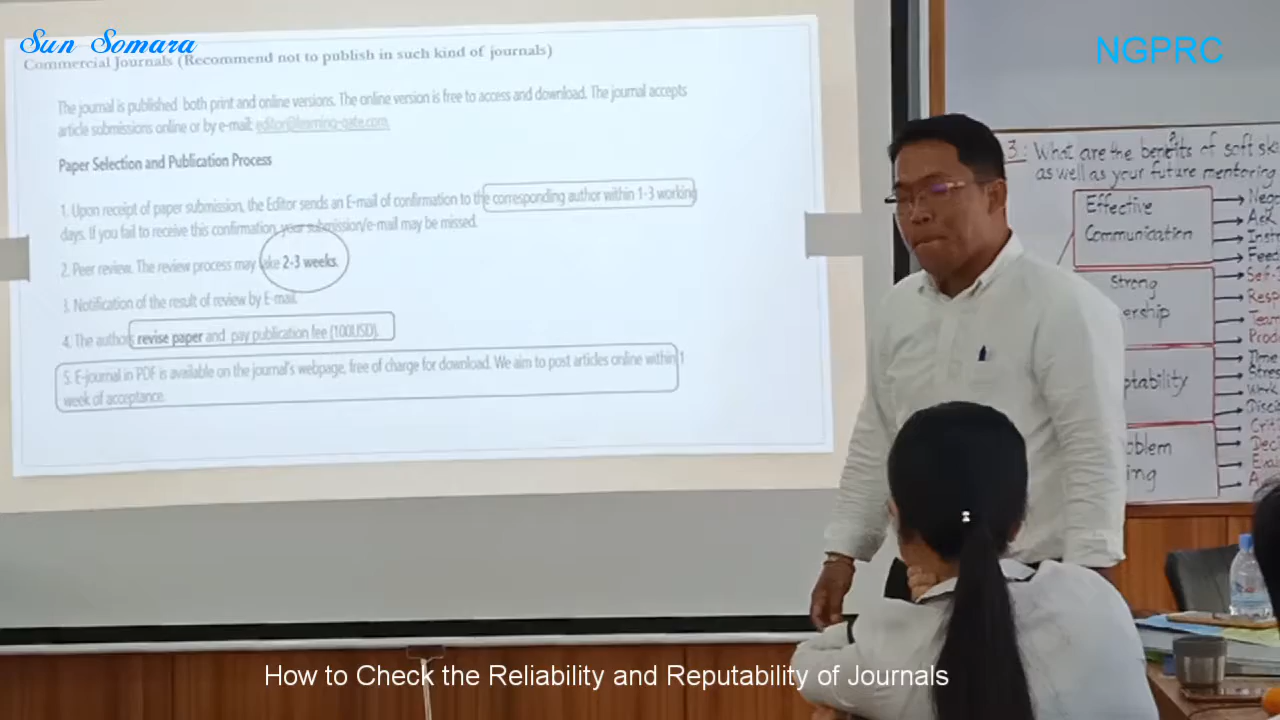 Sun Somara
NGPRC
Commercial Journals (Recommend not to publish in such kind of journals)
The journal is published both print and online versions. The online version is free to access and download. The journal accepts
article submissions online or by e-mail: editor@learning-gate.com.
Paper Selection and Publication Process
1. Upon receipt of paper submission, the Editor sends an E-mail of confirmation to the corresponding author within 1-3 working
days. If you fail to receive this confirmation, your submission/e-mail may be missed.
2. Peer review. The review process may take 2-3 weeks.
3. Notification of the result of review by E-mail.
4. The authors revise paper and pay publication fee (100USD).
5. E-journal in PDF is available on the journal's webpage, free of charge for download. We aim to post articles online within 1
week of acceptance.
3: What are the benefits of soft
as well as your future mentoring
Effective
Communication
Strong
How to Check the Reliability and Reputability of Journals